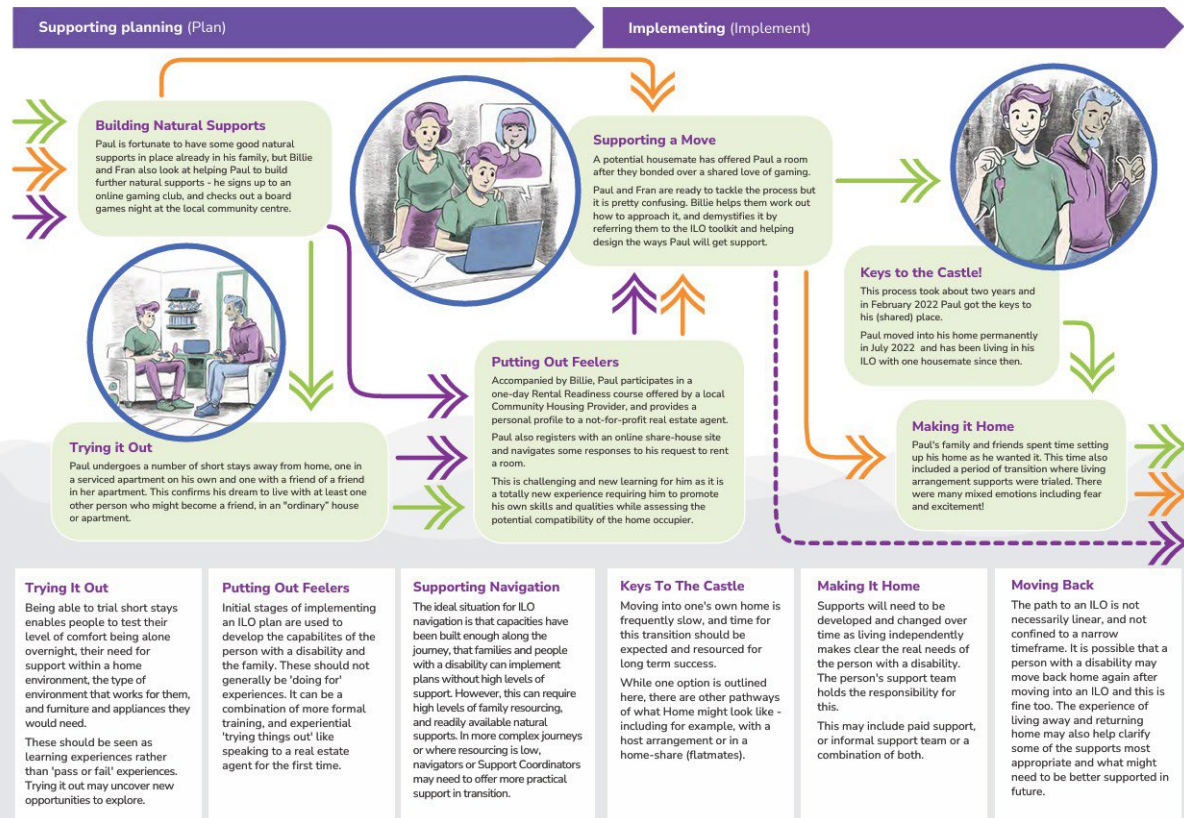 Supporting planning (Plan)
Implementing (Implement)
Building Natural Supports
Paul is fortunate to have some good natural
supports in place already in his family, but Billie
and Fran also look at helping Paul to build
further natural supports - he signs up to an
online gaming club, and checks out a board
games night at the local community centre.
Supporting a Move
A potential housemate has offered Paul a room
after they bonded over a shared love of gaming.
Paul and Fran are ready to tackle the process but
it is pretty confusing. Billie helps them work out
how to approach it, and demystifies it by
referring them to the ILO toolkit and helping
design the ways Paul will get support.
Keys to the Castle!
This process took about two years and
in February 2022 Paul got the keys to
his (shared) place.
Paul moved into his home permanently
in July 2022 and has been living in his
ILO with one housemate since then.
Trying it Out
Paul undergoes a number of short stays away from home, one in
a serviced apartment on his own and one with a friend of a friend
in her apartment. This confirms his dream to live with at least one
other person who might become a friend, in an "ordinary" house
or apartment.
Putting Out Feelers
Accompanied by Billie, Paul participates in a
one-day Rental Readiness course offered by a local
Community Housing Provider, and provides a
personal profile to a not-for-profit real estate agent.
Paul also registers with an online share-house site
and navigates some responses to his request to rent
a room.
This is challenging and new learning for him as it is
a totally new experience requiring him to promote
his own skills and qualities while assessing the
potential compatibility of the home occupier.
Making it Home
Paul's family and friends spent time setting
up his home as he wanted it. This time also
included a period of transition where living
arrangement supports were trialed. There
were many mixed emotions including fear
and excitement!
Trying It Out
Being able to trial short stays
enables people to test their
level of comfort being alone
overnight, their need for
support within a home
environment, the type of
environment that works for them,
and furniture and appliances they
would need.
These should be seen as
learning experiences rather
than 'pass or fail' experiences.
Trying it out may uncover new
opportunities to explore.
Putting Out Feelers
Initial stages of implementing
an ILO plan are used to
develop the capabilites of the
person with a disability and
the family. These should not
generally be 'doing for'
experiences. It can be a
combination of more formal
training, and experiential
'trying things out' like
speaking to a real estate
agent for the first time.
Supporting Navigation
The ideal situation for ILO
navigation is that capacities have
been built enough along the
journey, that families and people
with a disability can implement
plans without high levels of
support. However, this can require
high levels of family resourcing,
and readily available natural
supports. In more complex journeys
or where resourcing is low,
navigators or Support Coordinators
may need to offer more practical
support in transition.
Keys To The Castle
Moving into one's own home is
frequently slow, and time for
this transition should be
expected and resourced for
long term success.
While one option is outlined
here, there are other pathways
of what Home might look like -
including for example, with a
host arrangement or in a
home-share (flatmates).
Making It Home
Supports will need to be
developed and changed over
time as living independently
makes clear the real needs of
the person with a disability.
The person's support team
holds the responsibility for
this.
This may include paid support,
or informal support team or a
combination of both.
Moving Back
The path to an ILO is not
necessarily linear, and not
confined to a narrow
timeframe. It is possible that a
person with a disability may
move back home again after
moving into an ILO and this is
fine too. The experience of
living away and returning
home may also help clarify
some of the supports most
appropriate and what might
need to be better supported in
future.